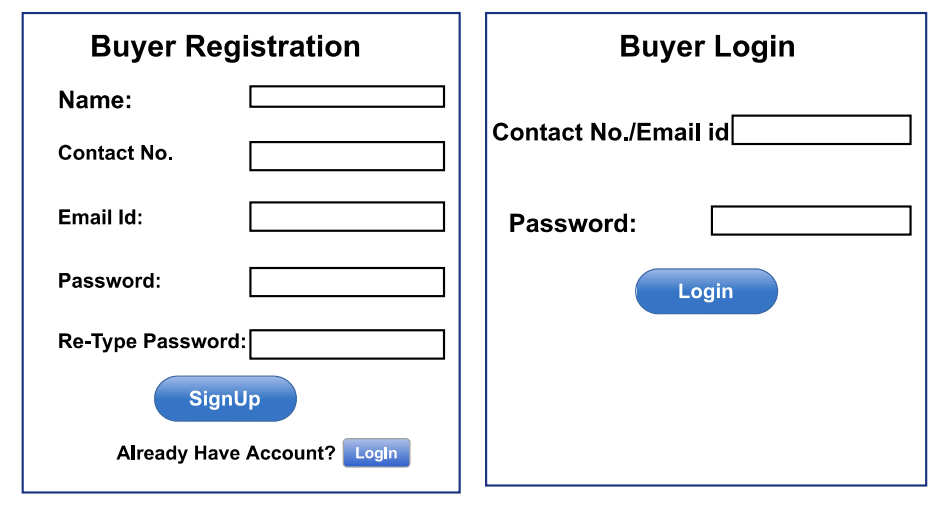 Buyer Registration
Name:
Contact No.
Email Id:
Password:
Re-Type Password:
SignUp
Already Have Account? LogIn
Buyer Login
Contact No./Email id
Password:
Login